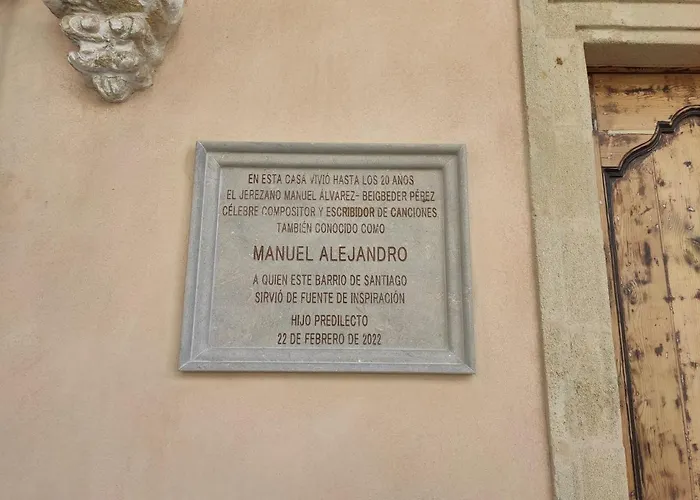 EN ESTA CASA VIVIÓ HASTA LOS 20 AÑOS
EL JEREZANO MANUEL ÁLVAREZ- BEIGBEDER PÉREZ
CÉLEBRE COMPOSITOR Y ESCRIBIDOR DE CANCIONES
TAMBIÉN CONOCIDO COMO
MANUEL ALEJANDRO
A QUIEN ESTE BARRIO DE SANTIAGO
SIRVIÓ DE FUENTE DE INSPIRACIÓN
HIJO PREDILECTO
22 DE FEBRERO DE 2022